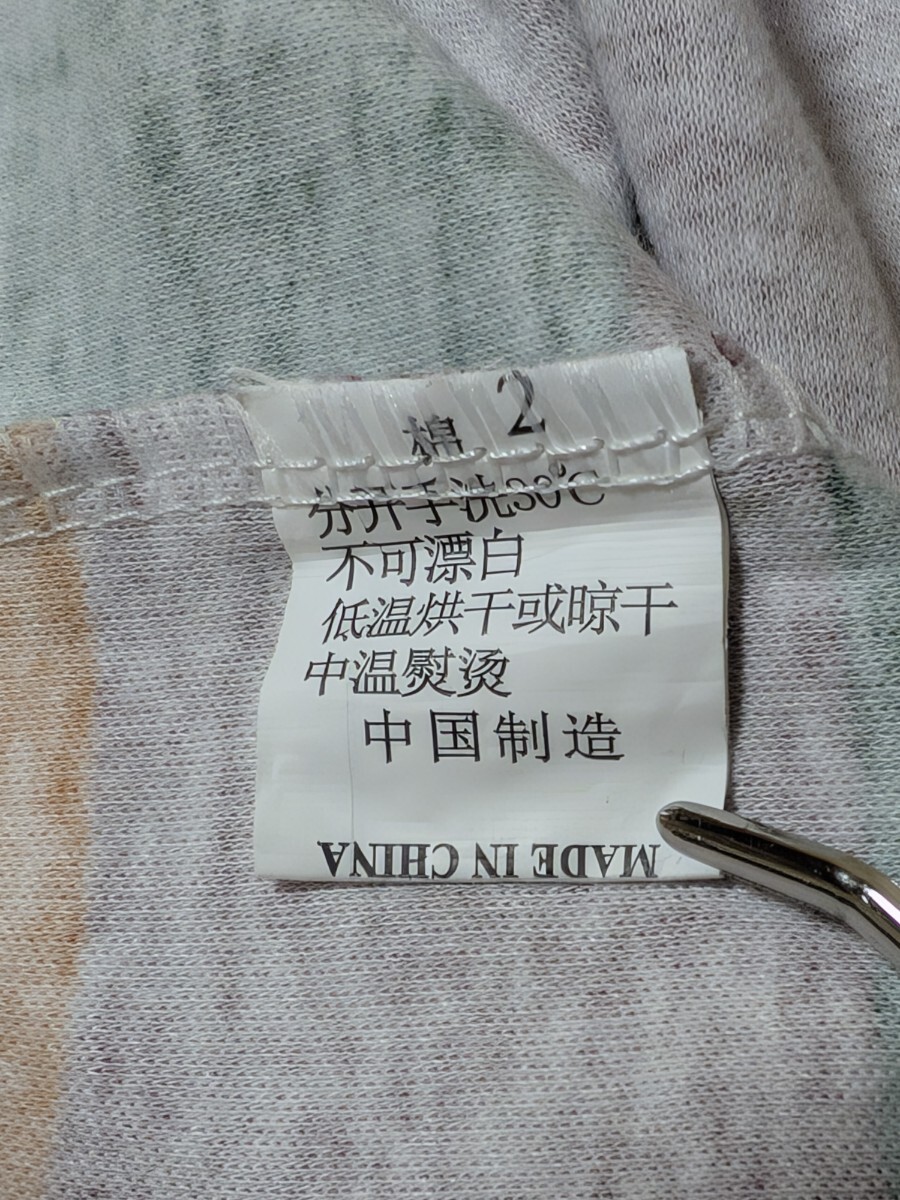 棉 2
分开手洗30℃
不可漂白
低温烘干或晾干
中温熨烫
中国制造
MADE IN CHINA